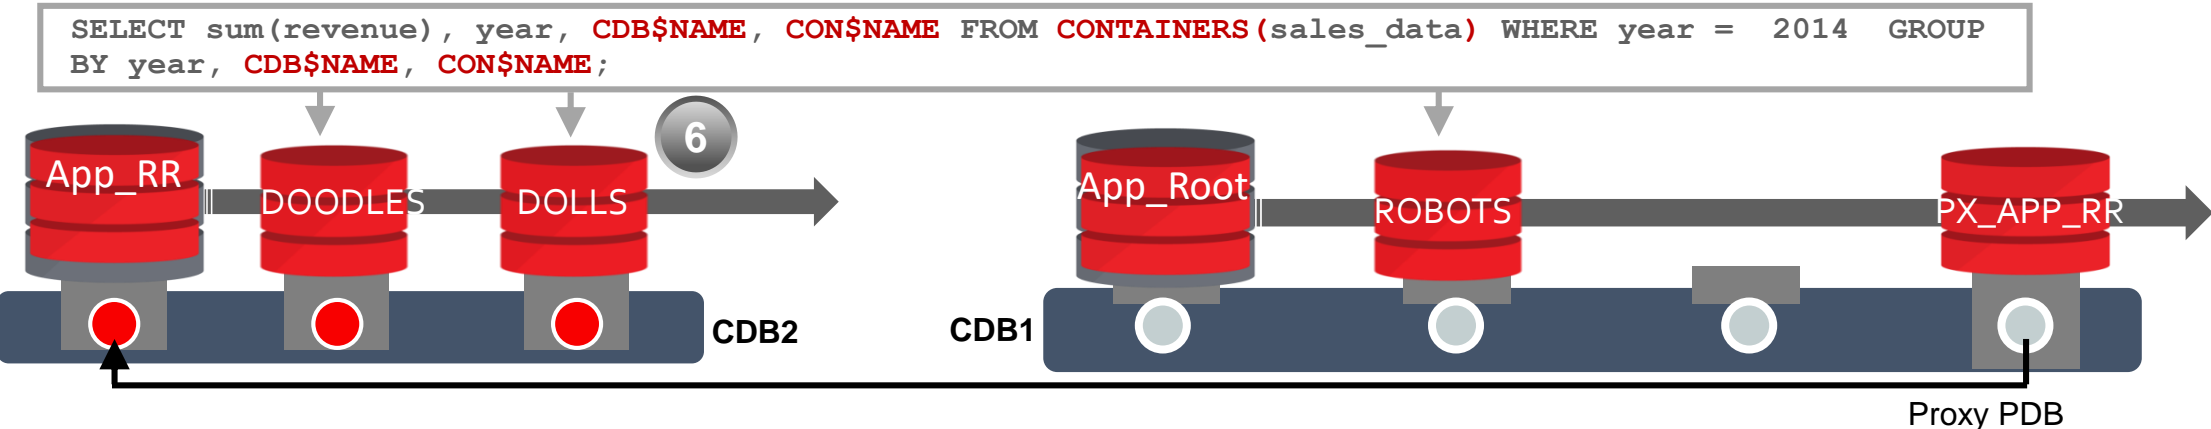 SELECT sum(revenue), year, CDB$NAME, CON$NAME FROM CONTAINERS(sales_data) WHERE year = 2014 GROUP
BY year, CDB$NAME, CON$NAME;
6
App_RR
DOODLES
DOLLS
App_Root
ROBOTS
PX_APP_RR
CDB2
CDB1
Proxy PDB